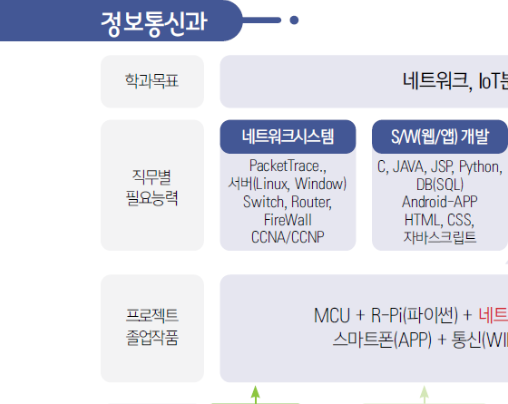 정보통신과
학과목표
네트워크, IoT
네트워크시스템
S/W(웹/앱) 개발
직무별
필요능력
PacketTrace.,
서버(Linux, Window)
Switch, Router,
FireWall
CCNA/CCNP
C, JAVA, JSP, Python,
DB(SQL)
Android-APP
HTML, CSS,
자바스크립트
프로젝트
졸업작품
MCU + R-Pi(파이썬) + 네트
스마트폰(APP) + 통신(WI